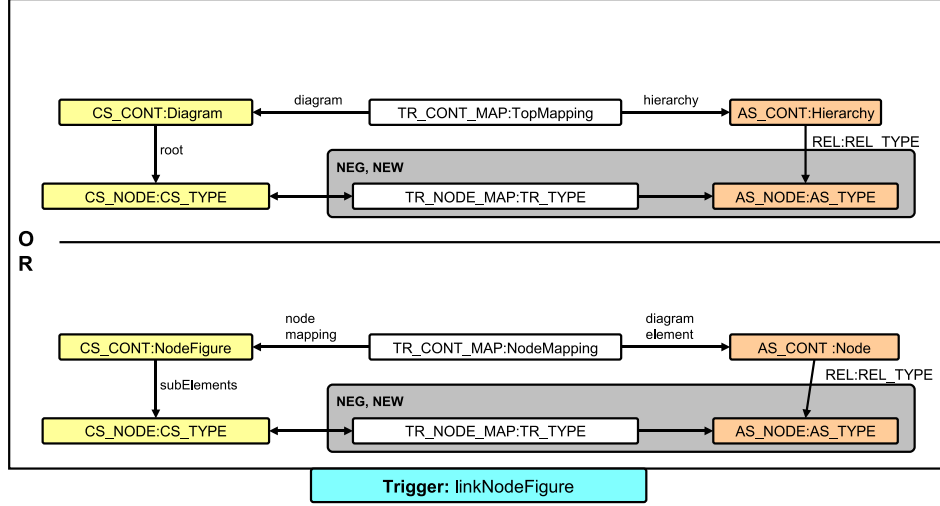 diagram
hierarchy
CS_CONT:Diagram
TR_CONT_MAP:TopMapping
AS_CONT:Hierarchy
root
REL:REL_TYPE
NEG, NEW
CS_NODE:CS_TYPE
TR_NODE_MAP:TR_TYPE
AS_NODE:AS_TYPE
O
R
node
mapping
diagram
element
CS_CONT:NodeFigure
TR_CONT_MAP:NodeMapping
AS_CONT :Node
subElements
REL:REL_TYPE
NEG, NEW
CS_NODE:CS_TYPE
TR_NODE_MAP:TR_TYPE
AS_NODE:AS_TYPE
Trigger: linkNodeFigure